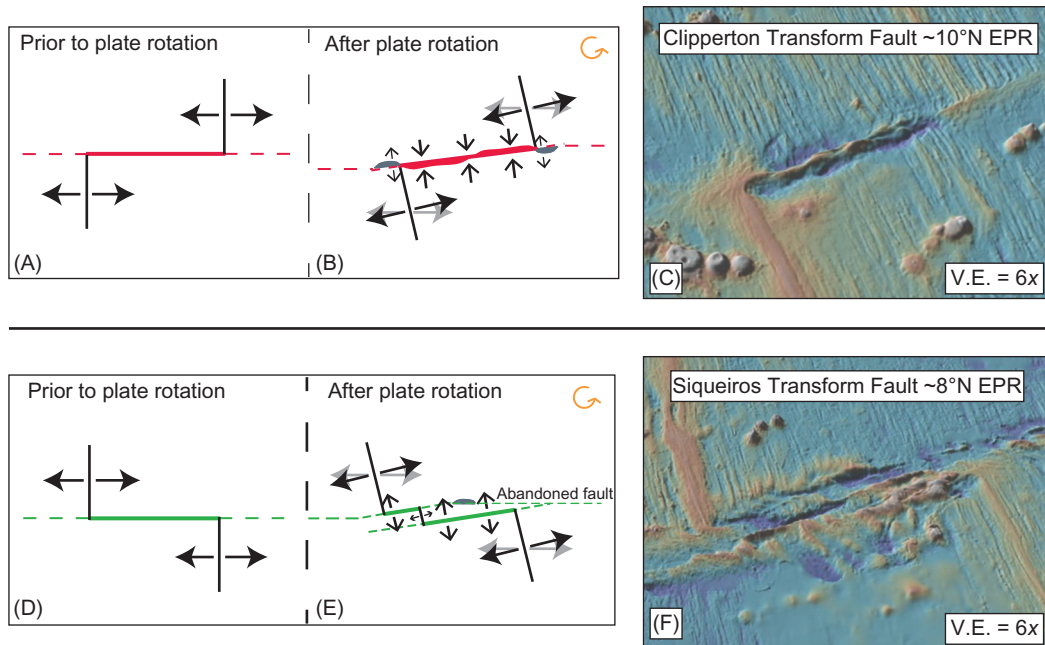 Prior to plate rotation
After plate rotation
(A)
(B)
Clipperton Transform Fault ~10°N EPR
(C)
V.E. = 6x
Prior to plate rotation
After plate rotation
Abandoned fault
(D)
(E)
Siqueiros Transform Fault ~8°N EPR
(F)
V.E. = 6x